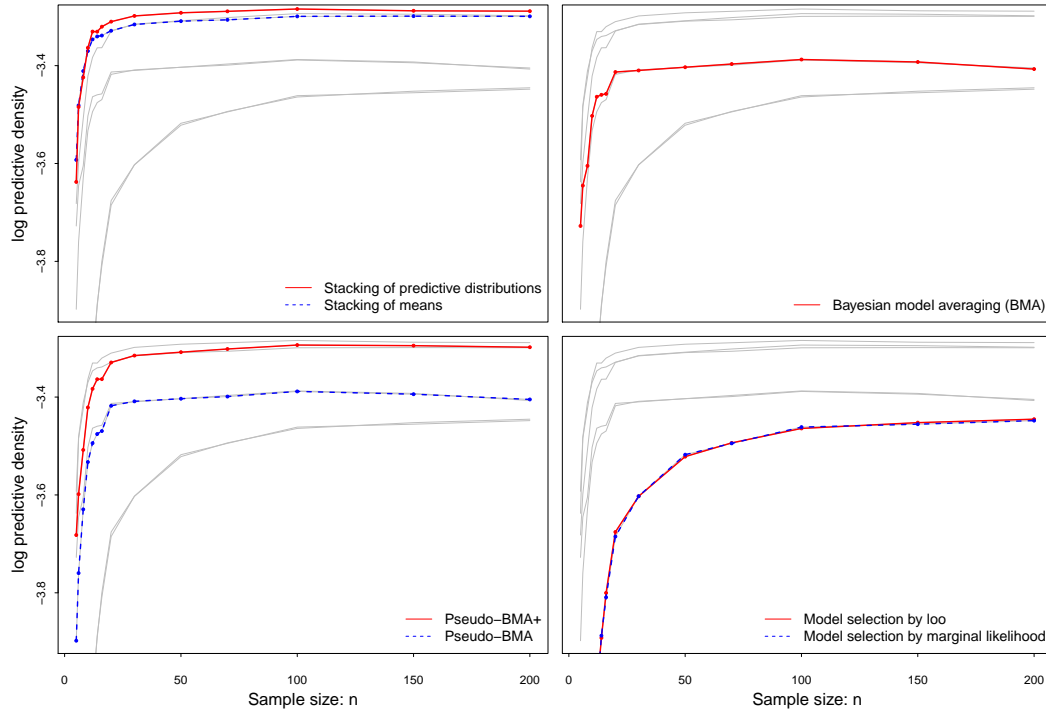 log predictive density
-3.4
-3.6
-3.8
Stacking of predictive distributions
Stacking of means
Bayesian model averaging (BMA)
log predictive density
-3.4
-3.6
-3.8
Pseudo-BMA+
Pseudo-BMA
Model selection by loo
Model selection by marginal likelihood
0 50 100 150 200
0 50 100 150 200
Sample size: n
Sample size: n